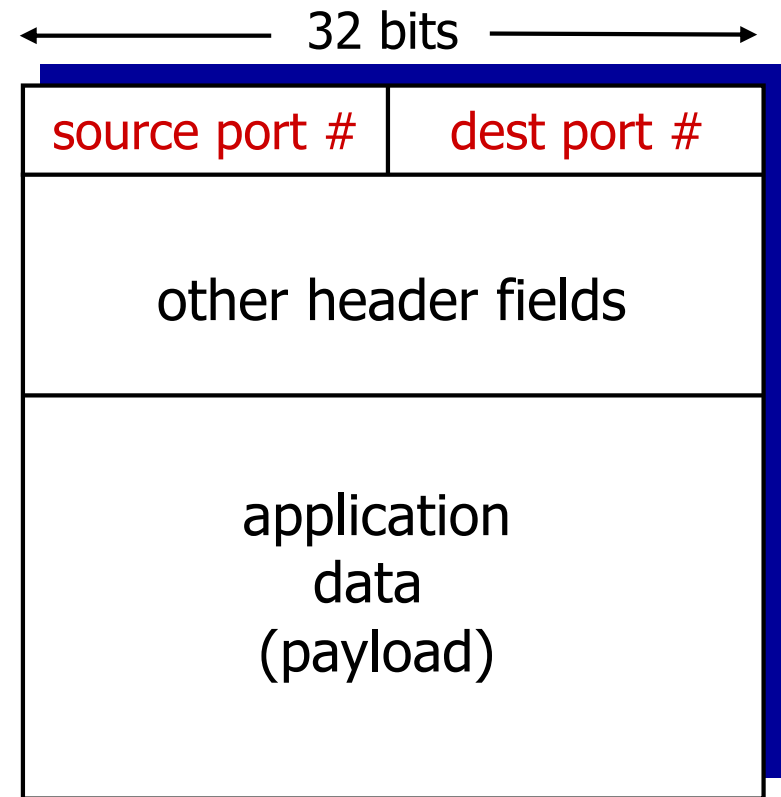 32 bits
source port # dest port #
other header fields
application
data
(payload)